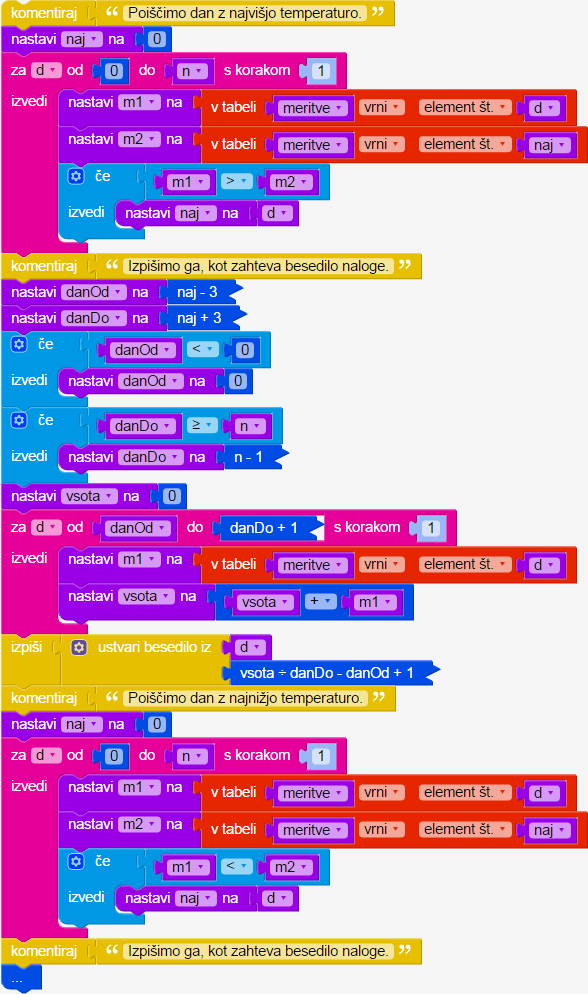 komentiraj “ Poiščimo dan z najvišjo temperaturo. ”
nastavi naj na 0
za d od 0 do n s korakom 1
izvedi nastavi m1 na v tabeli meritve vrni element št. d
nastavi m2 na v tabeli meritve vrni element št. naj
če m1 > m2
izvedi nastavi naj na d
komentiraj “ Izpišimo ga, kot zahteva besedilo naloge. ”
nastavi danOd na naj - 3
nastavi danDo na naj + 3
če danOd < 0
izvedi nastavi danOd na 0
če danDo ≥ n
izvedi nastavi danDo na n - 1
nastavi vsota na 0
za d od danOd do danDo + 1 s korakom 1
izvedi nastavi m1 na v tabeli meritve vrni element št. d
nastavi vsota na vsota + m1
izpiši ustvari besedilo iz d
vsota ÷ danDo - danOd + 1
komentiraj “ Poiščimo dan z najnižjo temperaturo. ”
nastavi naj na 0
za d od 0 do n s korakom 1
izvedi nastavi m1 na v tabeli meritve vrni element št. d
nastavi m2 na v tabeli meritve vrni element št. naj
če m1 < m2
izvedi nastavi naj na d
komentiraj “ Izpišimo ga, kot zahteva besedilo naloge. ”
...